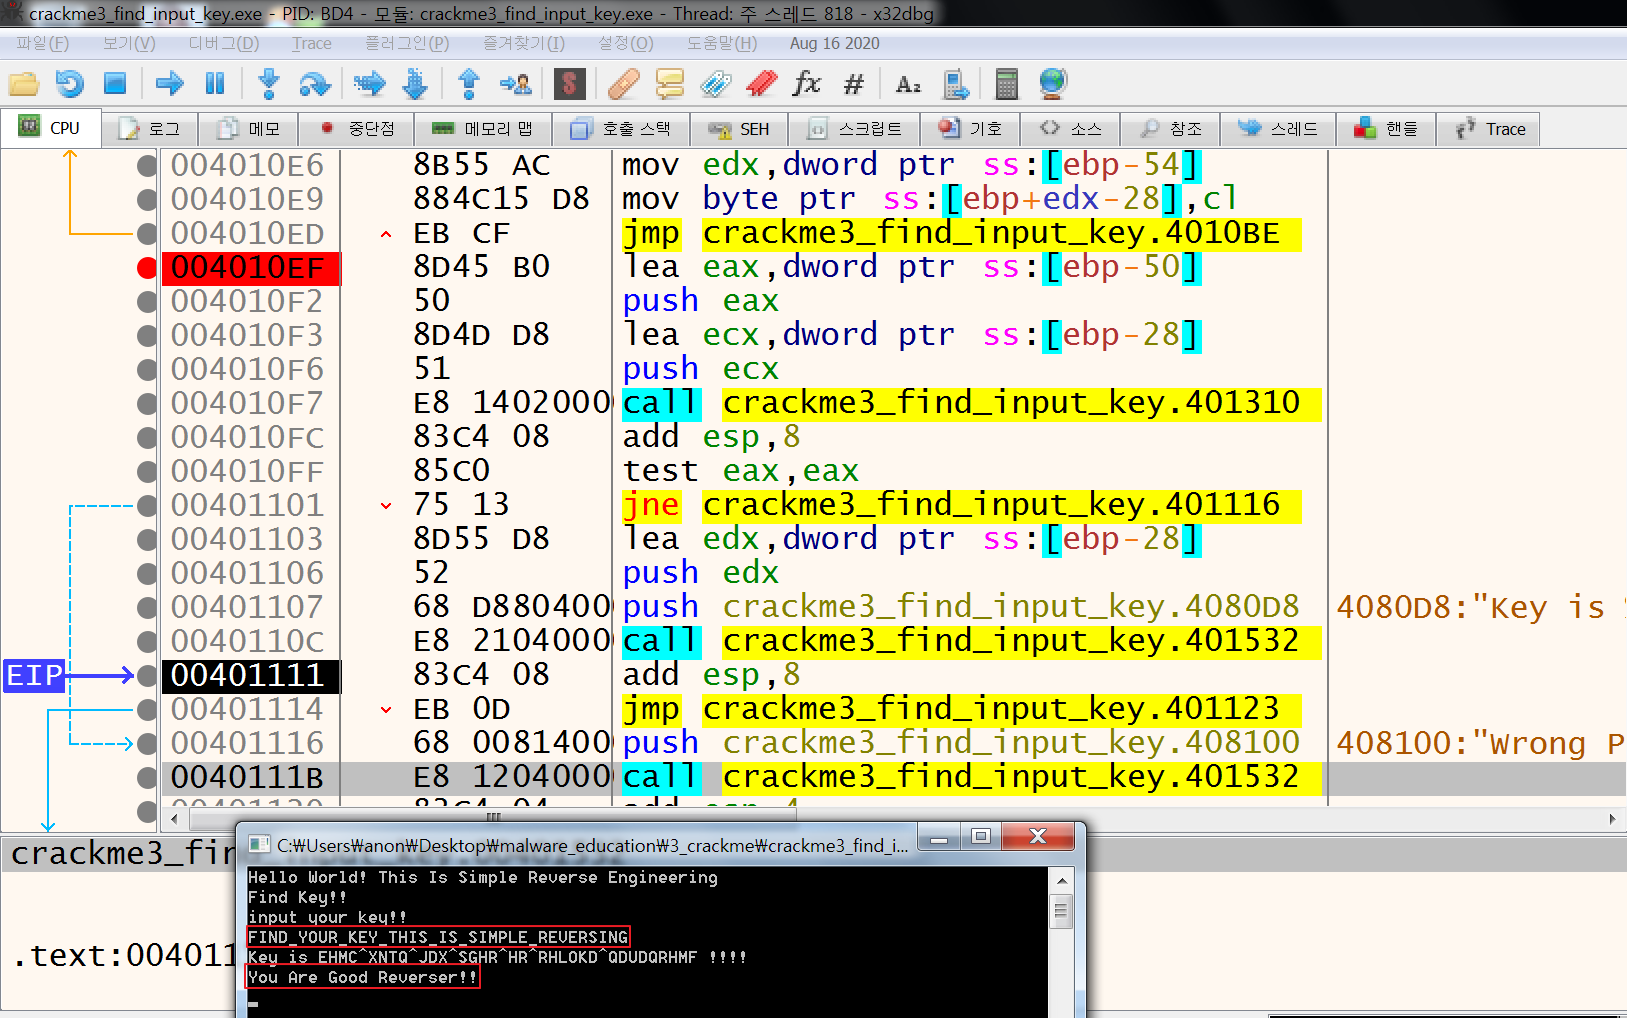 crackme3_find_input_key.exe - PID: BD4 - 모듈: crackme3_find_input_key.exe - Thread: 주 스레드 818 - x32dbg
파일(F) 보기(V) 디버그(D) Trace 플러그인(P) 즐겨찾기(I) 설정(O) 도움말(H) Aug 16 2020
CPU 로그 메모 중단점 메모리 맵 호출 스택 SEH 스크립트 기호 소스 참조 스레드 핸들 Trace
004010E6 8B55 AC mov edx,dword ptr ss:[ebp-54]
004010E9 884C15 D8 mov byte ptr ss:[ebp+edx-28],cl
004010ED EB CF jmp crackme3_find_input_key.4010BE
004010EF 8D45 B0 lea eax,dword ptr ss:[ebp-50]
004010F2 50 push eax
004010F3 8D4D D8 lea ecx,dword ptr ss:[ebp-28]
004010F6 51 push ecx
004010F7 E8 1402000 call crackme3_find_input_key.401310
004010FC 83C4 08 add esp,8
004010FF 85C0 test eax,eax
00401101 75 13 jne crackme3_find_input_key.401116
00401103 8D55 D8 lea edx,dword ptr ss:[ebp-28]
00401106 52 push edx
00401107 68 D880400 push crackme3_find_input_key.4080D8 4080D8:"Key is
0040110C E8 2104000 call crackme3_find_input_key.401532
EIP 00401111 83C4 08 add esp,8
00401114 EB 0D jmp crackme3_find_input_key.401123
00401116 68 0081400 push crackme3_find_input_key.408100 408100:"Wrong P
0040111B E8 1204000 call crackme3_find_input_key.401532
00401120 83C4 04 add esp,4
crackme3_fin
.text:004011
C:₩Users₩anon₩Desktop₩malware_education₩3_crackme₩crackme3_find_i...
Hello World! This Is Simple Reverse Engineering
Find Key!!
input your key!!
FIND_YOUR_KEY_THIS_IS_SIMPLE_REVERSING
Key is EHMC^XNTQ^JDX^SGHR^HR^RHLOKD^QDUDQRHMF !!!!
You Are Good Reverser!!